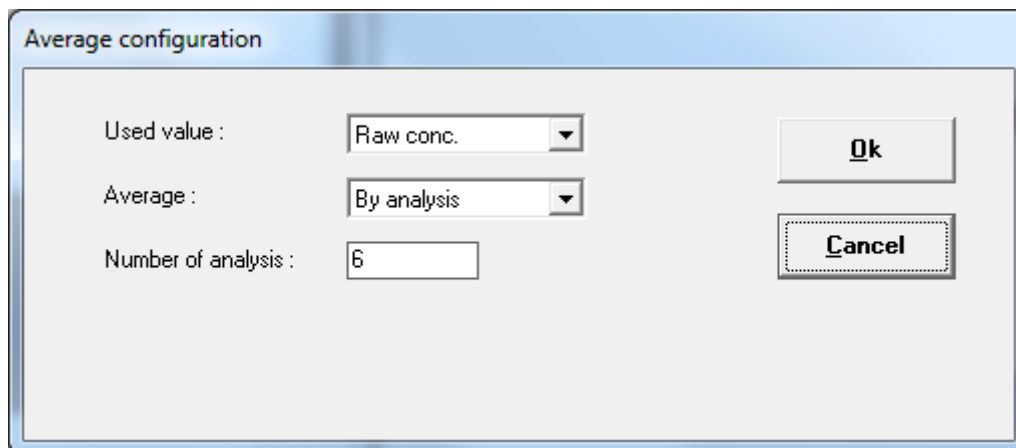 Average configuration
Used value :
Raw conc.
Ok
Average :
By analysis
Number of analysis :
6
Cancel